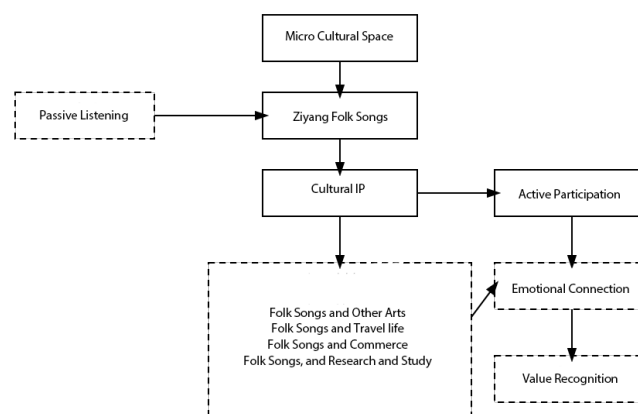 Micro Cultural Space
Passive Listening
Ziyang Folk Songs
Cultural IP
Active Participation
Folk Songs and Other Arts
Folk Songs and Travel life
Folk Songs and Commerce
Folk Songs, and Research and Study
Emotional Connection
Value Recognition